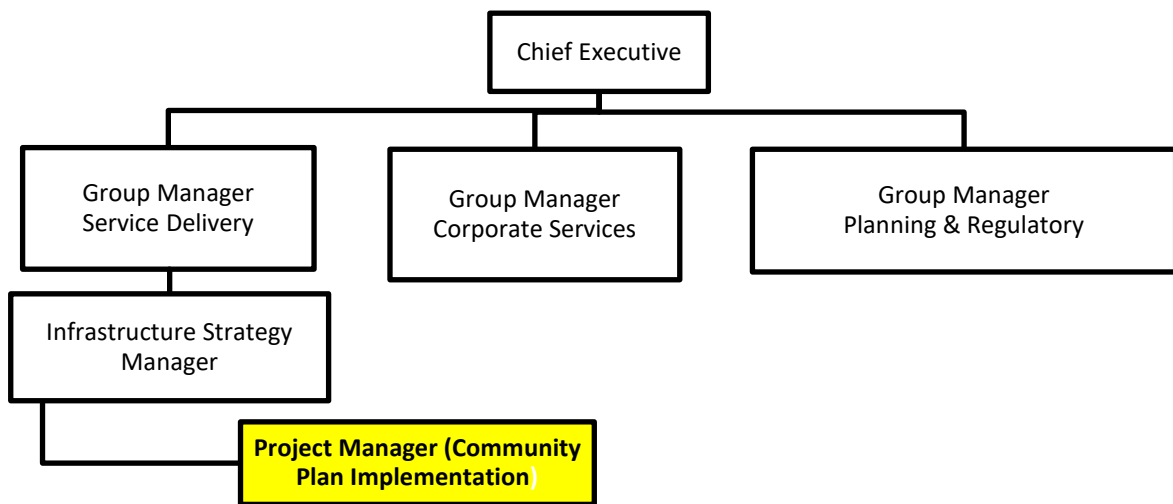 Chief Executive
Group Manager
Service Delivery
Group Manager
Corporate Services
Group Manager
Planning & Regulatory
Infrastructure Strategy
Manager
Project Manager (Community
Plan Implementation)